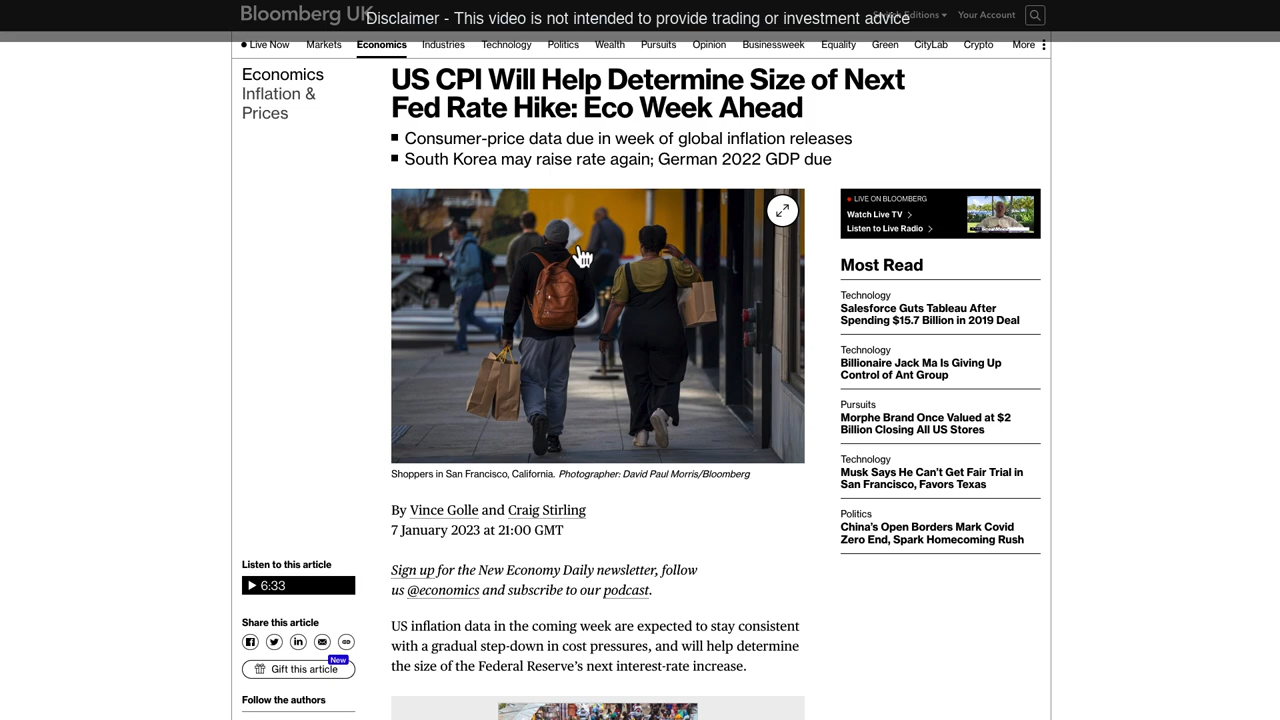 Bloomberg UK
Disclaimer - This video is not intended to provide trading or investment advice
Switch Editions
Your Account
Live Now
Markets
Economics
Industries
Technology
Politics
Wealth
Pursuits
Opinion
Businessweek
Equality
Green
CityLab
Crypto
More
Economics
Inflation &
Prices
US CPI Will Help Determine Size of Next
Fed Rate Hike: Eco Week Ahead
Consumer-price data due in week of global inflation releases
South Korea may raise rate again; German 2022 GDP due
Shoppers in San Francisco, California. Photographer: David Paul Morris/Bloomberg
By Vince Golle and Craig Stirling
7 January 2023 at 21:00 GMT
Listen to this article
6:33
Share this article
New
Gift this article
Follow the authors
Sign up for the New Economy Daily newsletter, follow
us @economics and subscribe to our podcast.
US inflation data in the coming week are expected to stay consistent
with a gradual step-down in cost pressures, and will help determine
the size of the Federal Reserve's next interest-rate increase.
LIVE ON BLOOMBERG
Watch Live TV
Listen to Live Radio
Most Read
Technology
Salesforce Guts Tableau After
Spending $15.7 Billion in 2019 Deal
Technology
Billionaire Jack Ma Is Giving Up
Control of Ant Group
Pursuits
Morphe Brand Once Valued at $2
Billion Closing All US Stores
Technology
Musk Says He Can't Get Fair Trial in
San Francisco, Favors Texas
Politics
China's Open Borders Mark Covid
Zero End, Spark Homecoming Rush